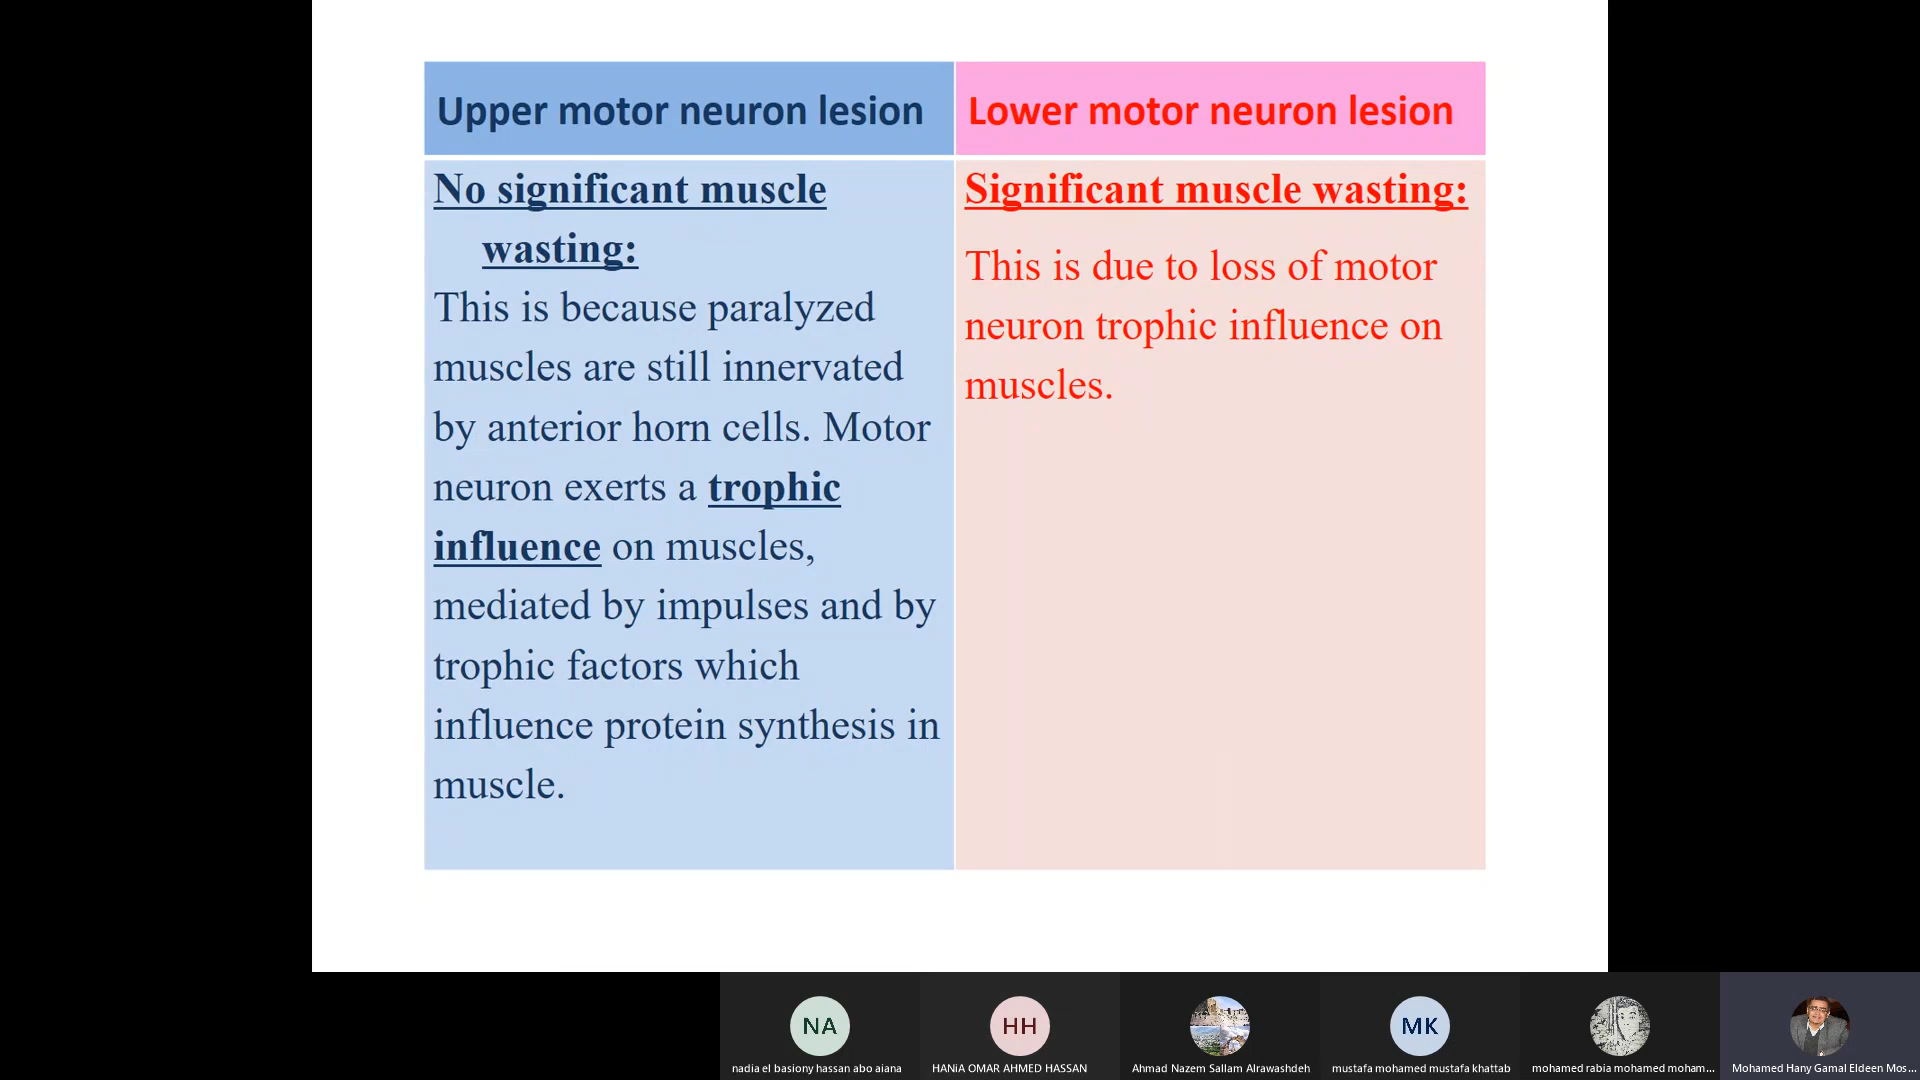 Upper motor neuron lesion
Lower motor neuron lesion
No significant muscle
wasting:
This is because paralyzed
muscles are still innervated
by anterior horn cells. Motor
neuron exerts a trophic
influence on muscles,
mediated by impulses and by
trophic factors which
influence protein synthesis in
muscle.
Significant muscle wasting:
This is due to loss of motor
neuron trophic influence on
muscles.
NA
HH
MK
nadia el basiony hassan abo aiana
HANiA OMAR AHMED HASSAN
Ahmad Nazem Sallam Alrawashdeh
mustafa mohamed mustafa khattab
mohamed rabia mohamed moham...
Mohamed Hany Gamal Eldeen Mos...